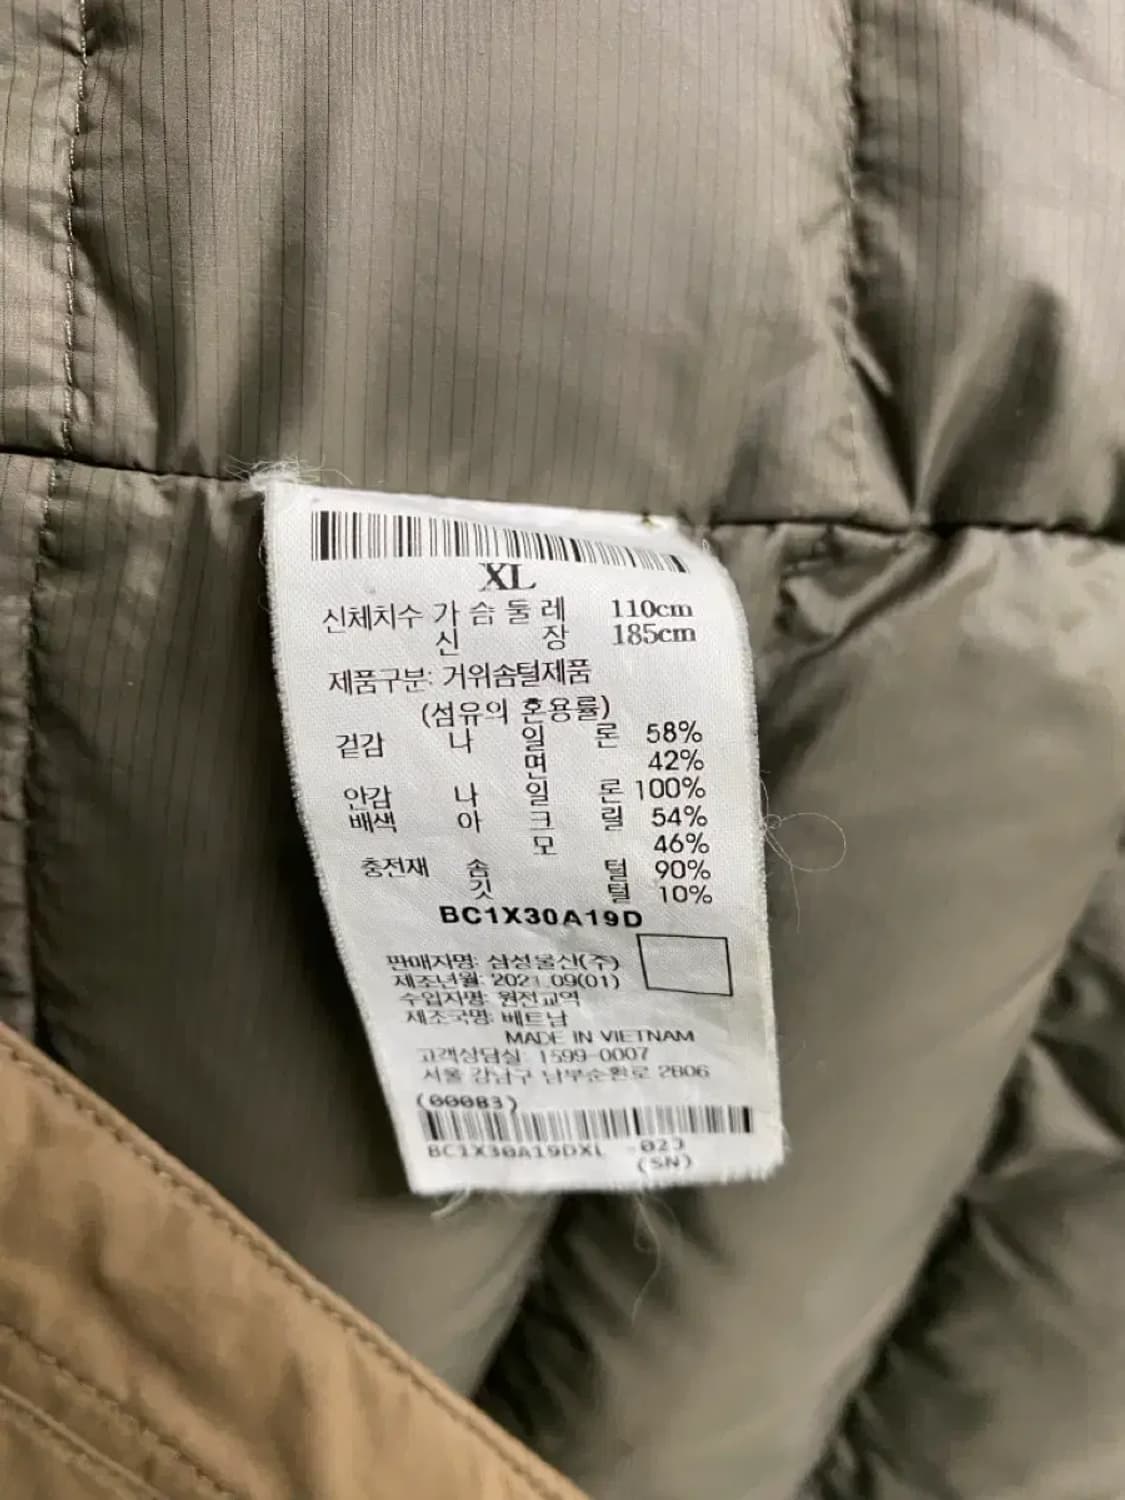 XL
신체치수 가슴둘레 110cm
신 장 185cm
제품구분: 거위솜털제품
(섬유의 혼용률)
겉감 나 일 론 58%
면 42%
안감 나 일 론 100%
배색 아 크 릴 54%
모 46%
충전재 솜 털 90%
깃 털 10%
BC1X30A19D
판매자명: 삼성물산(주)
제조년월: 2021.09(01)
수입자명: 원전교역
제조국명: 베트남
MADE IN VIETNAM
고객상담실: 1599-0007
서울 강남구 남부순환로 2806
(00083)
BC1X30A19DXL -023
(SN)